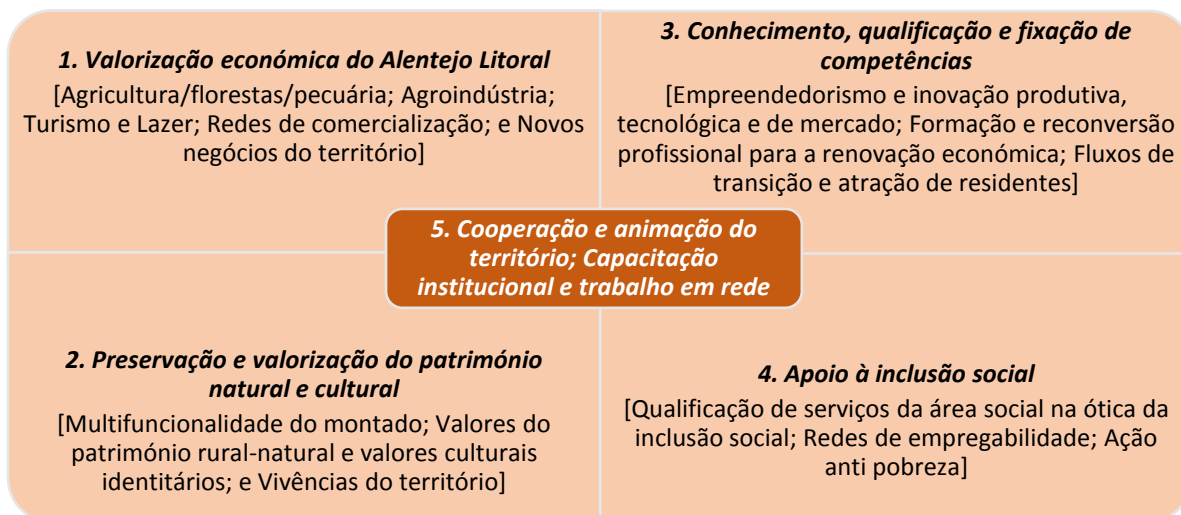 1. Valorização económica do Alentejo Litoral
[Agricultura/florestas/pecuária; Agroindústria;
Turismo e Lazer; Redes de comercialização; e Novos
negócios do território]
3. Conhecimento, qualificação e fixação de
competências
[Empreendedorismo e inovação produtiva,
tecnológica e de mercado; Formação e reconversão
profissional para a renovação económica; Fluxos de
transição e atração de residentes]
5. Cooperação e animação do
território; Capacitação
institucional e trabalho em rede
2. Preservação e valorização do património
natural e cultural
[Multifuncionalidade do montado; Valores do
património rural-natural e valores culturais
identitários; e Vivências do território]
4. Apoio à inclusão social
[Qualificação de serviços da área social na ótica da
inclusão social; Redes de empregabilidade; Ação
anti pobreza]